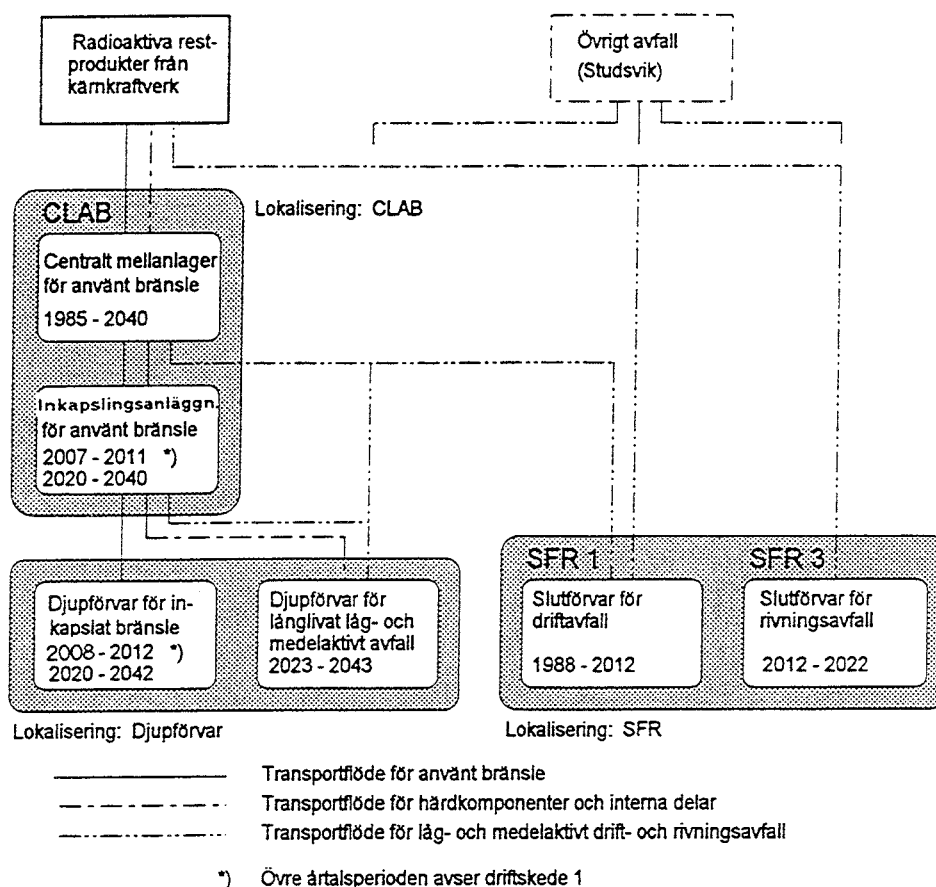 Radioaktiva rest-
produkter från
kärnkraftverk
Övrigt avfall
(Studsvik)
CLAB
Lokalisering: CLAB
Centralt mellanlager
för använt bränsle
1985 - 2040
Inkapslingsanläggn.
för använt bränsle
2007 - 2011 *)
2020 - 2040
Djupförvar för in-
kapslat bränsle
2008 - 2012 *)
2020 - 2042
Djupförvar för
långlivat låg- och
medelaktivt avfall
2023 - 2043
Lokalisering: Djupförvar
SFR 1
Slutförvar för
driftavfall
1988 - 2012
SFR 3
Slutförvar för
rivningsavfall
2012 - 2022
Lokalisering: SFR
Transportflöde för använt bränsle
Transportflöde för härdkomponenter och interna delar
Transportflöde för låg- och medelaktivt drift- och rivningsavfall
*) Övre årtalsperioden avser driftskede 1